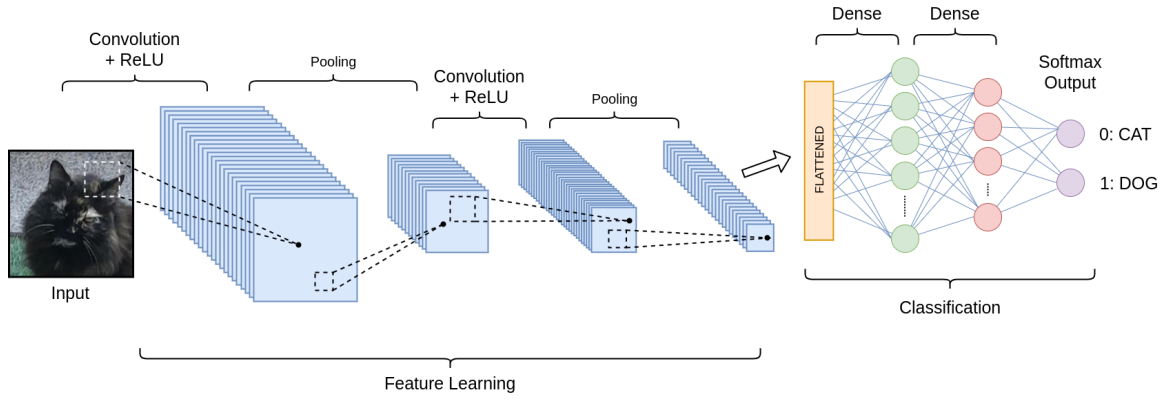 Convolution
+ ReLU
Pooling
Convolution
+ ReLU
Pooling
Dense
Dense
Softmax
Output
FLATTENED
0: CAT
1: DOG
Input
Classification
Feature Learning